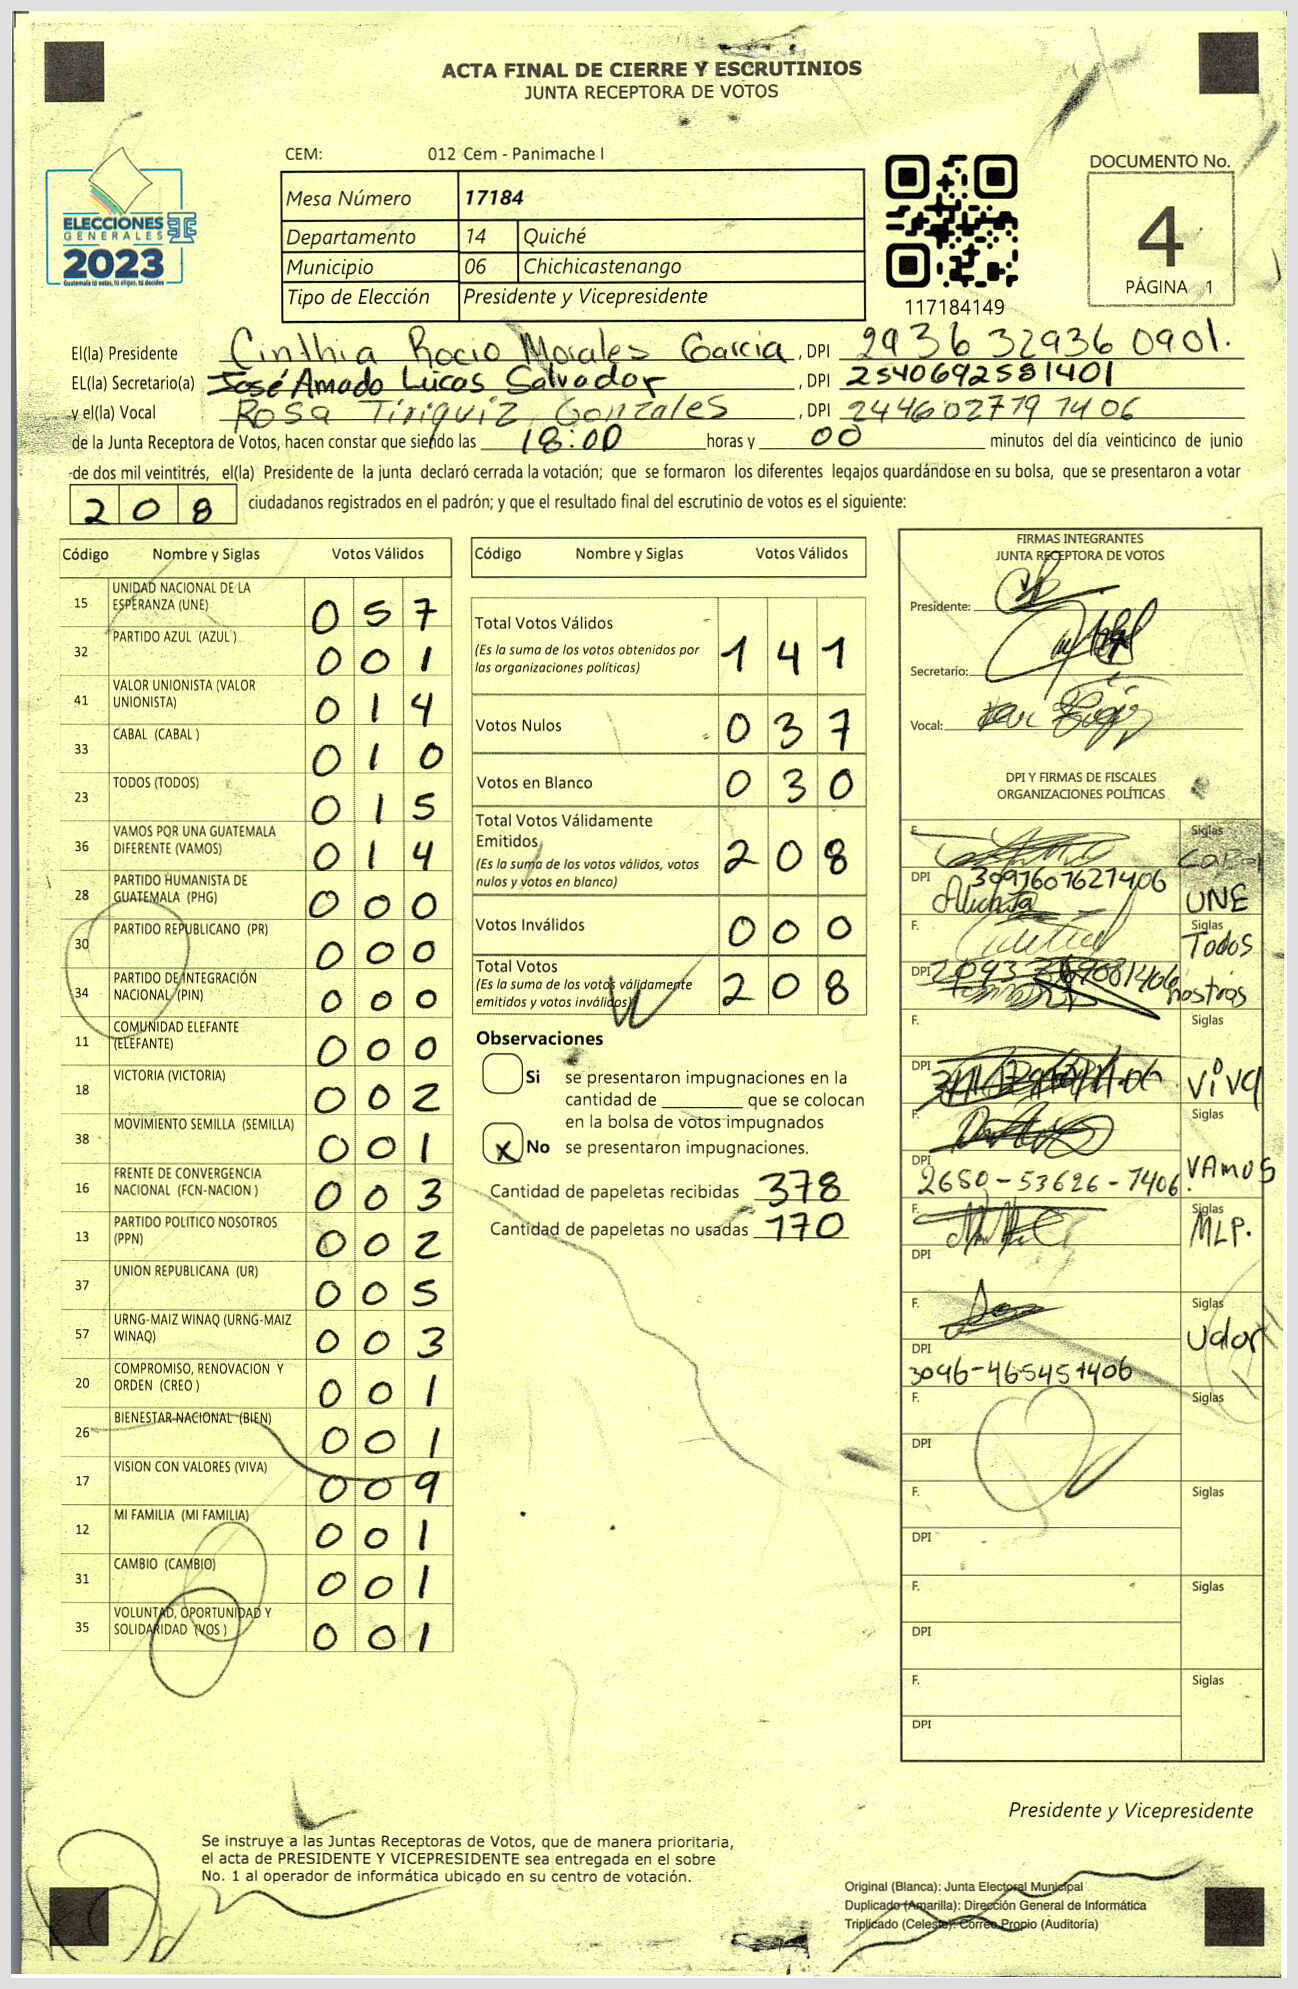 ACTA FINAL DE CIERRE Y ESCRUTINIOS
JUNTA RECEPTORA DE VOTOS
CEM: 012 Cem - Panimache I
DOCUMENTO No.
4
PÁGINA 1
ELECCIONES
GENERALES
2023
Mesa Número 17184
Departamento 14 Quiché
Municipio 06 Chichicastenango
Tipo de Elección Presidente y Vicepresidente
117184149
El(la) Presidente Cinthia Rocio Morales Garcia, DPI 2936 32936 0901.
EL(la) Secretario(a) José Amado Lucas Salvador, DPI 2540692581401
y el(la) Vocal Rosa Tiriquiz Gonzales, DPI 2446027791406
de la Junta Receptora de Votos, hacen constar que siendo las 18:00 horas y 00 minutos del día veinticinco de junio
de dos mil veintitrés, el(la) Presidente de la junta declaró cerrada la votación; que se formaron los diferentes legajos guardándose en su bolsa, que se presentaron a votar
208 ciudadanos registrados en el padrón; y que el resultado final del escrutinio de votos es el siguiente:
Código Nombre y Siglas Votos Válidos
15 UNIDAD NACIONAL DE LA ESPERANZA (UNE) 057
32 PARTIDO AZUL (AZUL ) 001
41 VALOR UNIONISTA (VALOR UNIONISTA) 014
33 CABAL (CABAL ) 010
23 TODOS (TODOS) 015
36 VAMOS POR UNA GUATEMALA DIFERENTE (VAMOS) 014
28 PARTIDO HUMANISTA DE GUATEMALA (PHG) 000
30 PARTIDO REPUBLICANO (PR) 000
34 PARTIDO DE INTEGRACIÓN NACIONAL (PIN) 000
11 COMUNIDAD ELEFANTE (ELEFANTE) 000
18 VICTORIA (VICTORIA) 002
38 MOVIMIENTO SEMILLA (SEMILLA) 001
16 FRENTE DE CONVERGENCIA NACIONAL (FCN-NACION ) 003
13 PARTIDO POLITICO NOSOTROS (PPN) 002
37 UNION REPUBLICANA (UR) 005
57 URNG-MAIZ WINAQ (URNG-MAIZ WINAQ) 003
20 COMPROMISO, RENOVACION Y ORDEN (CREO ) 001
26 BIENESTAR NACIONAL (BIEN) 001
17 VISION CON VALORES (VIVA) 009
12 MI FAMILIA (MI FAMILIA) 001
31 CAMBIO (CAMBIO) 001
35 VOLUNTAD, OPORTUNIDAD Y SOLIDARIDAD (VOS ) 001
Código Nombre y Siglas Votos Válidos
Total Votos Válidos 141
(Es la suma de los votos obtenidos por
las organizaciones políticas)
Votos Nulos 037
Votos en Blanco 030
Total Votos Válidamente
Emitidos 208
(Es la suma de los votos válidos, votos
nulos y votos en blanco)
Votos Inválidos 000
Total Votos 208
(Es la suma de los votos válidamente
emitidos y votos inválidos)
Observaciones
Si se presentaron impugnaciones en la
cantidad de ________ que se colocan
en la bolsa de votos impugnados
x No se presentaron impugnaciones.
Cantidad de papeletas recibidas 378
Cantidad de papeletas no usadas 170
FIRMAS INTEGRANTES
JUNTA RECEPTORA DE VOTOS
Presidente:
Secretario:
Vocal:
DPI Y FIRMAS DE FISCALES
ORGANIZACIONES POLÍTICAS
F. Siglas
DPI 3097607621406 UNE
F. Siglas
Todos
DPI nostros
F. Siglas
DPI Viva
F. Siglas
DPI
2650-53626-1406 VAmos
F. Siglas
MLP.
DPI
F. Siglas
Valor
DPI
3096-465451406
F. Siglas
DPI
F. Siglas
DPI
F. Siglas
DPI
F. Siglas
DPI
Presidente y Vicepresidente
Se instruye a las Juntas Receptoras de Votos, que de manera prioritaria,
el acta de PRESIDENTE Y VICEPRESIDENTE sea entregada en el sobre
No. 1 al operador de informática ubicado en su centro de votación.
Original (Blanca): Junta Electoral Municipal
Duplicado (Amarilla): Dirección General de Informática
Triplicado (Celeste): Correo Propio (Auditoría)